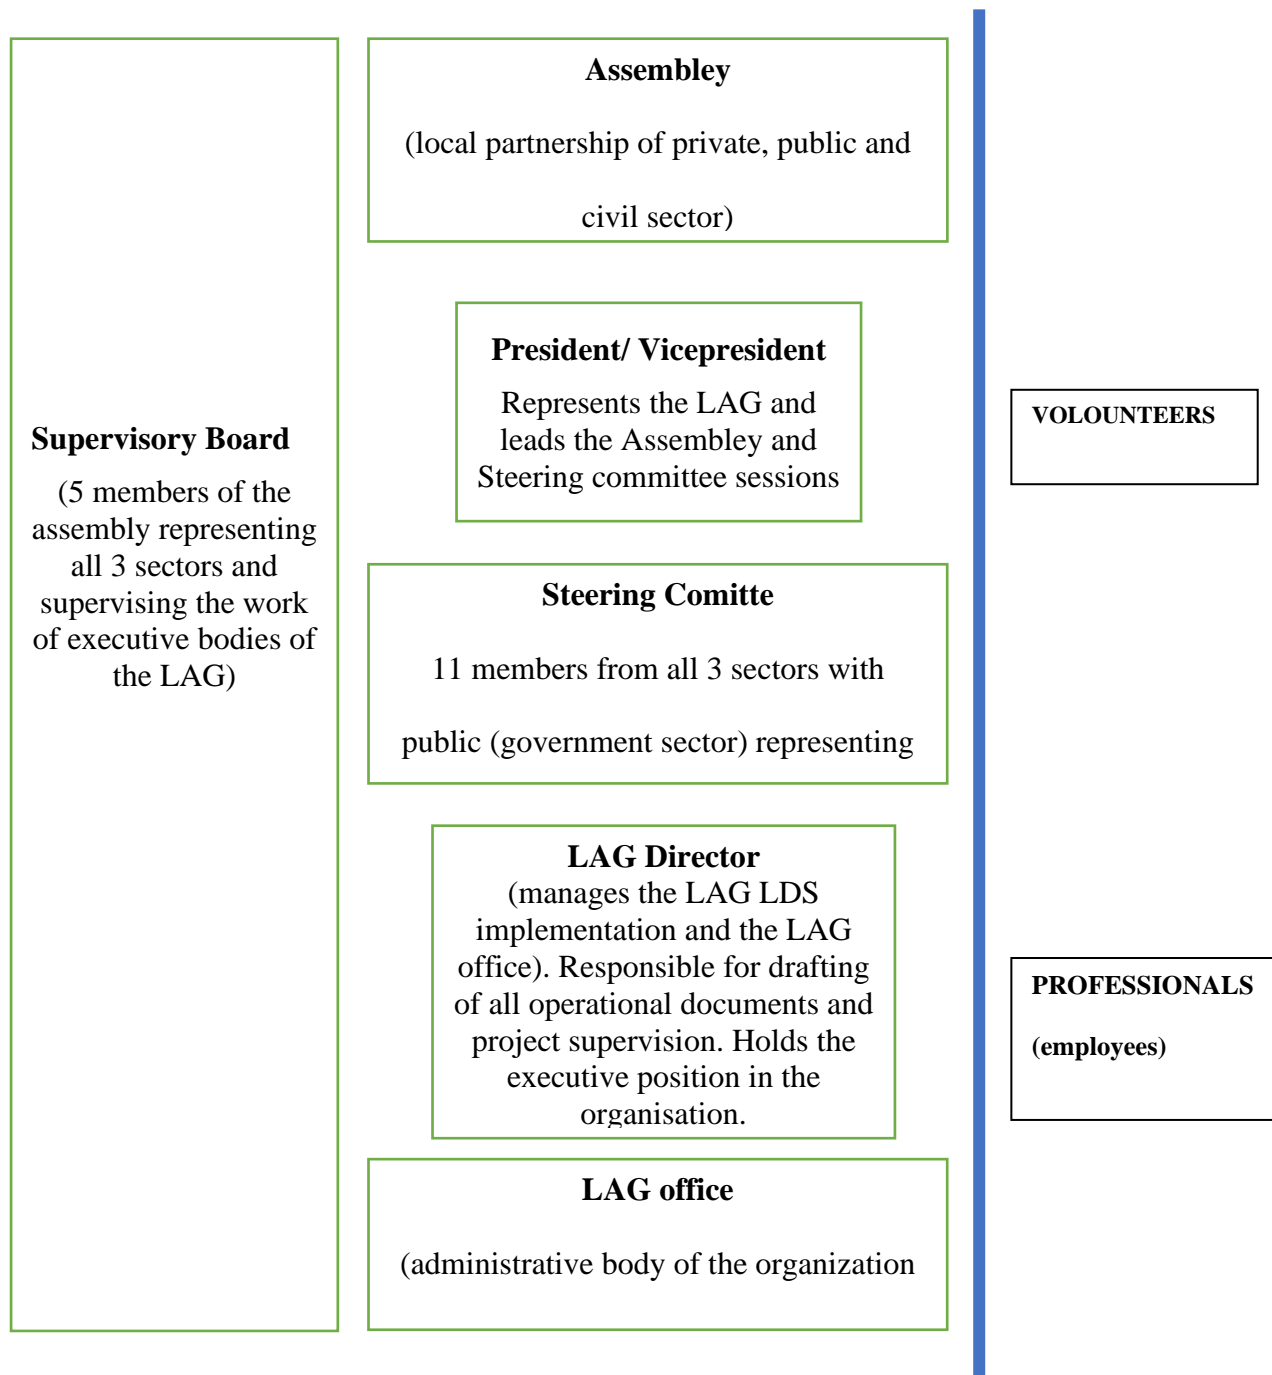 Supervisory Board
(5 members of the
assembly representing
all 3 sectors and
supervising the work
of executive bodies of
the LAG)
Assembley
(local partnership of private, public and
civil sector)
President/ Vicepresident
Represents the LAG and
leads the Assembley and
Steering committee sessions
Steering Comitte
11 members from all 3 sectors with
public (government sector) representing
LAG Director
(manages the LAG LDS
implementation and the LAG
office). Responsible for drafting
of all operational documents and
project supervision. Holds the
executive position in the
organisation.
LAG office
(administrative body of the organization
VOLOUNTEERS
PROFESSIONALS
(employees)